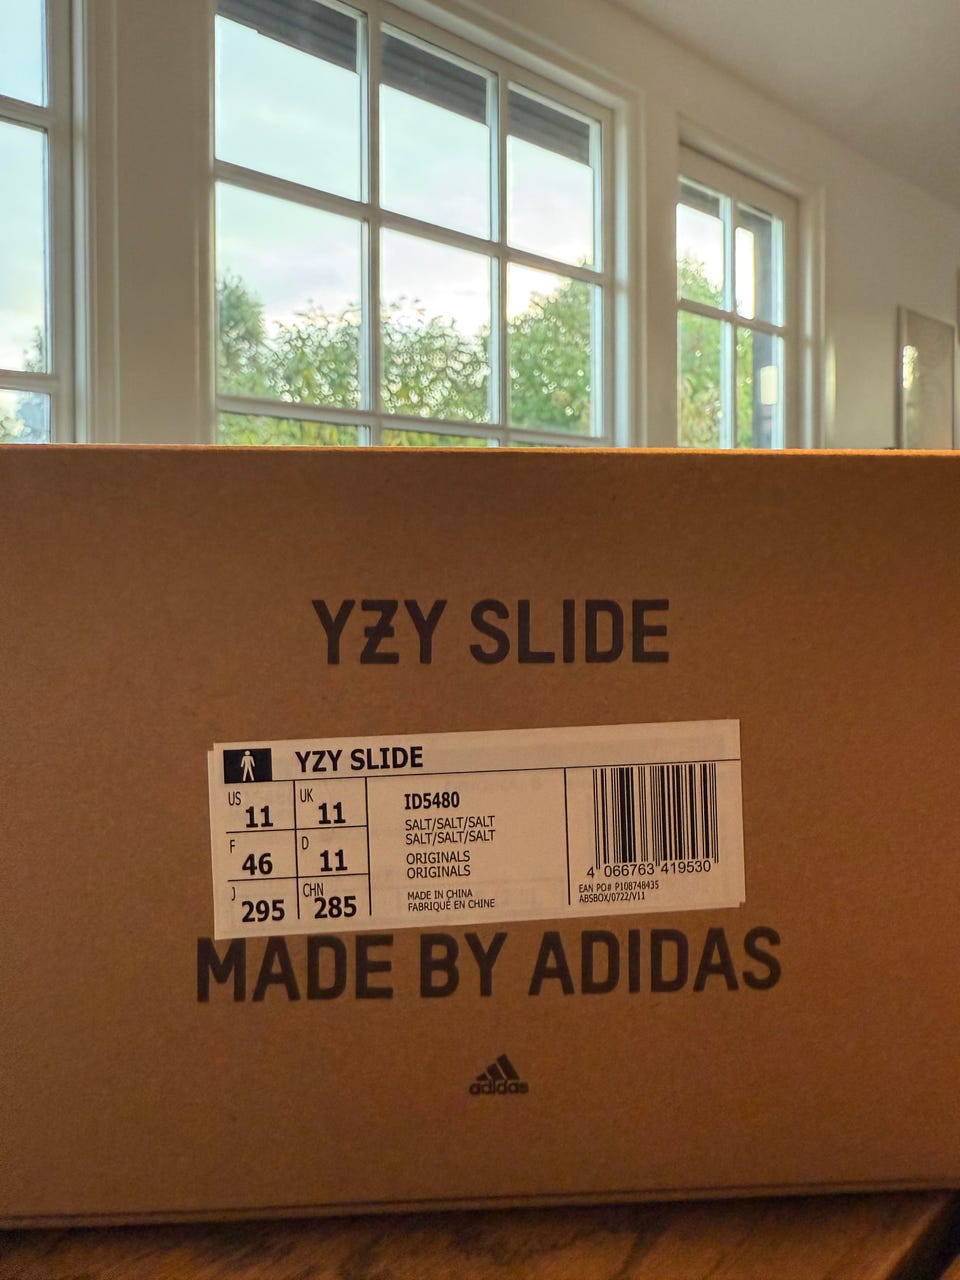 YZY SLIDE
YZY SLIDE
US 11 UK 11
F 46 D 11
J 295 CHN 285
ID5480
SALT/SALT/SALT
SALT/SALT/SALT
ORIGINALS
ORIGINALS
MADE IN CHINA
FABRIQUÉ EN CHINE
4 066763 419530
EAN PO# P108748435
ABSBOX/0722/V11
MADE BY ADIDAS
adidas